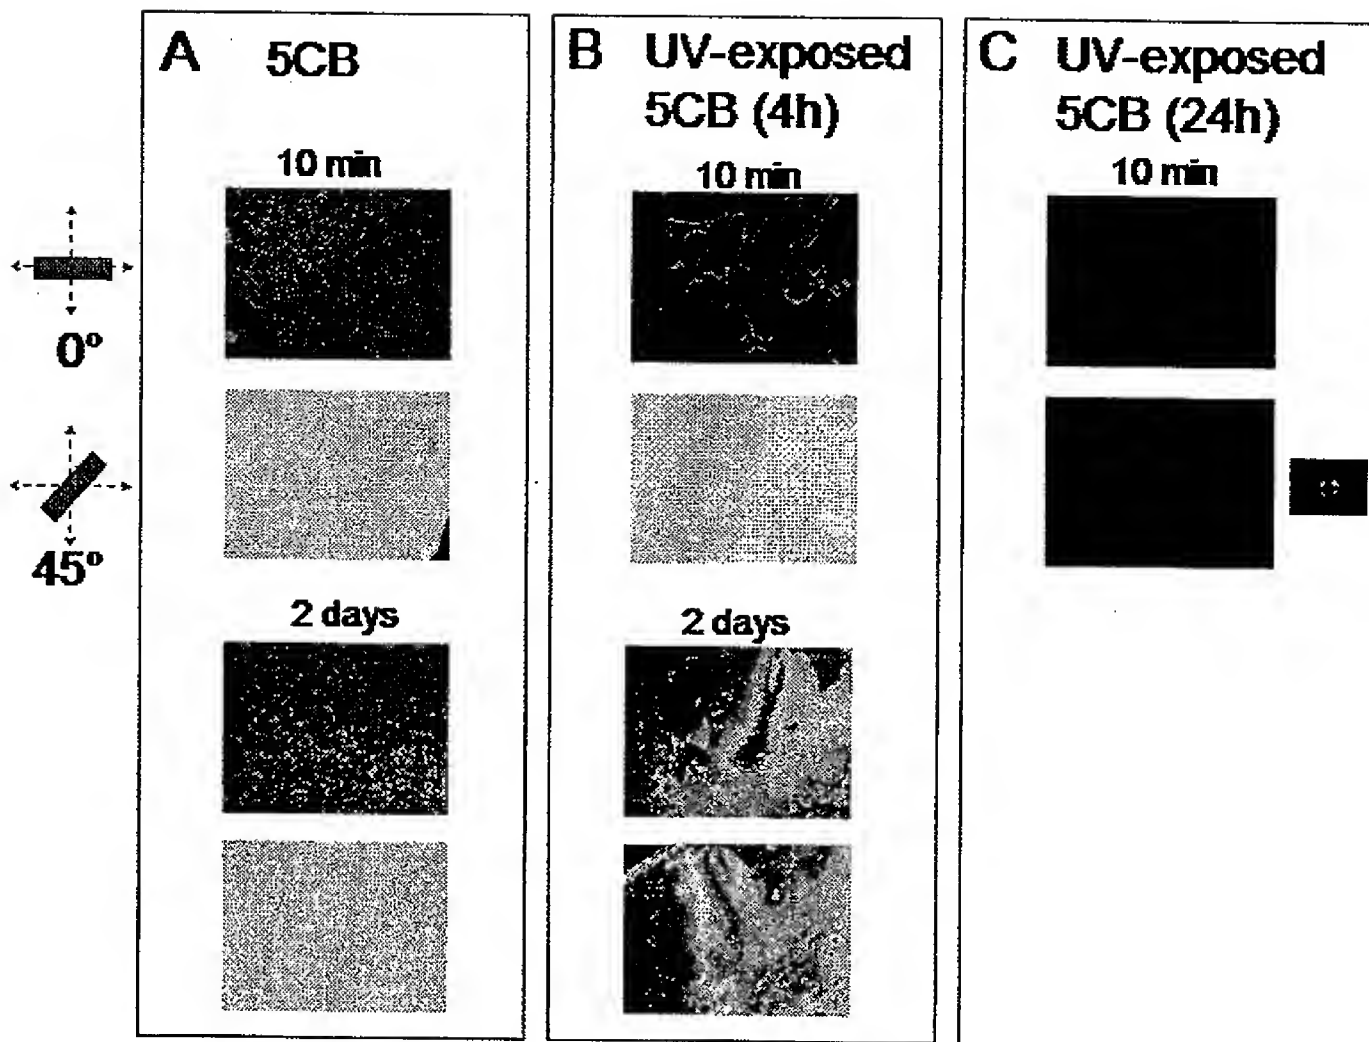 A 5CB
10 min
0°
45°
2 days
B UV-exposed
5CB (4h)
10 min
2 days
C UV-exposed
5CB (24h)
10 min